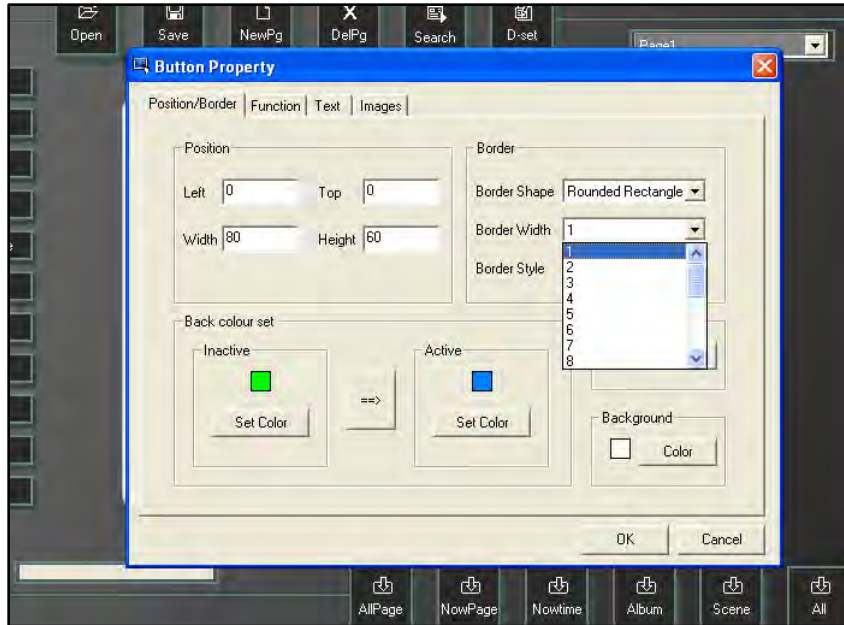 Open Save NewPg DelPg Search D-set
Page1
Button Property
Position/Border Function Text Images
Position Border
Left 0 Top 0 Border Shape Rounded Rectangle
Width 80 Height 60 Border Width 1
Border Style
1
2
3
4
5
6
7
8
Back colour set
Inactive Active
==>
Set Color Set Color
Background
Color
OK Cancel
AllPage NowPage Nowtime Album Scene All